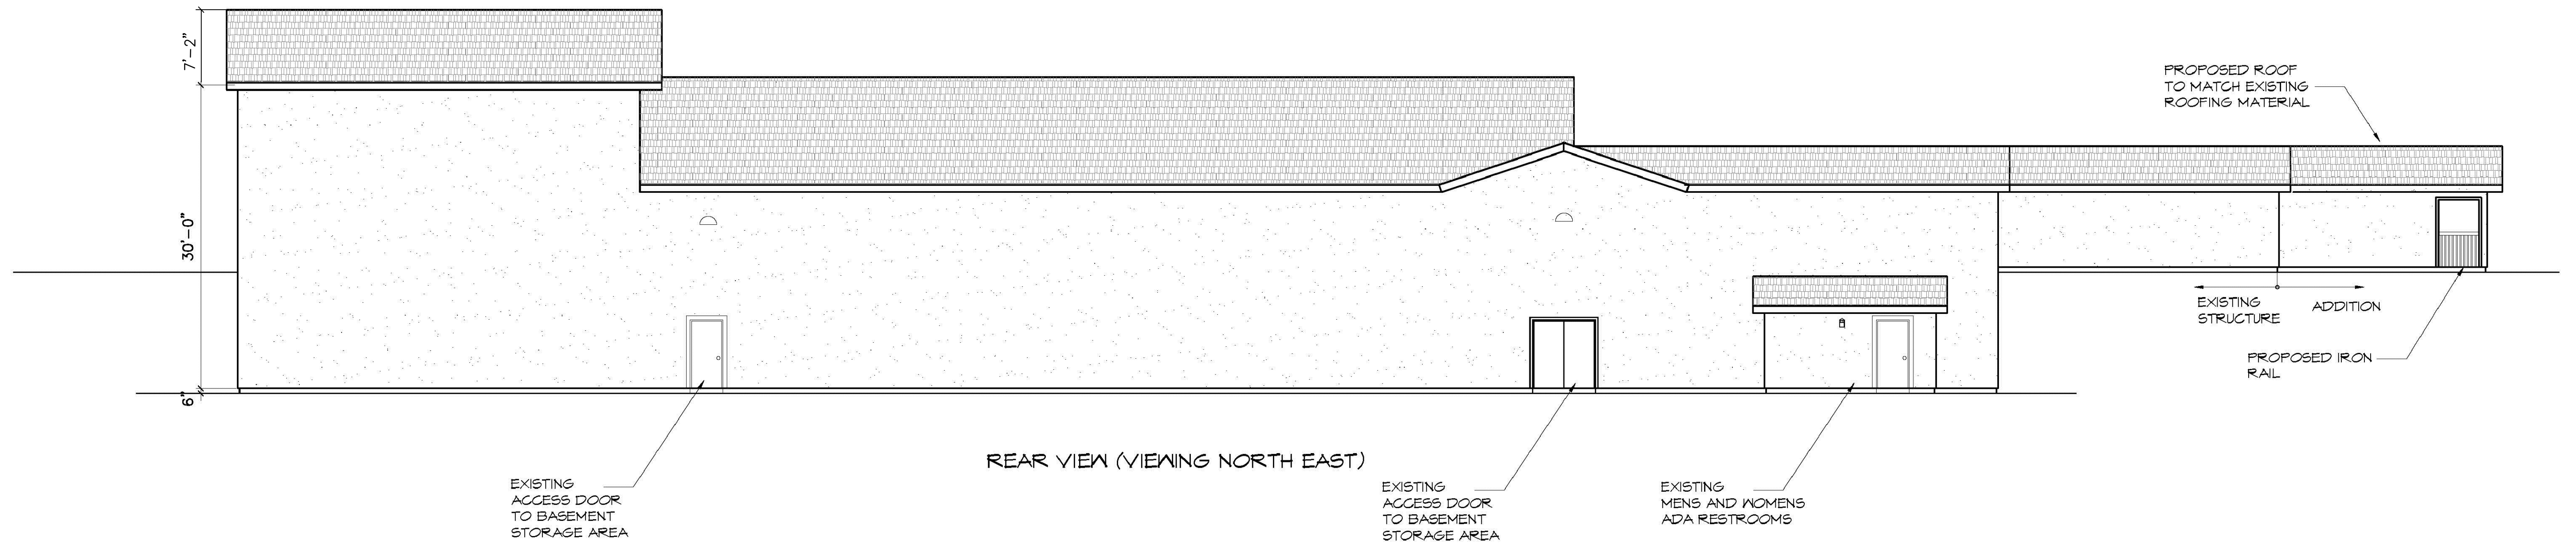 7'-2"
30'-0"
6"
PROPOSED ROOF
TO MATCH EXISTING
ROOFING MATERIAL
EXISTING
STRUCTURE
ADDITION
PROPOSED IRON
RAIL
REAR VIEW (VIEWING NORTH EAST)
EXISTING
ACCESS DOOR
TO BASEMENT
STORAGE AREA
EXISTING
ACCESS DOOR
TO BASEMENT
STORAGE AREA
EXISTING
MENS AND WOMENS
ADA RESTROOMS